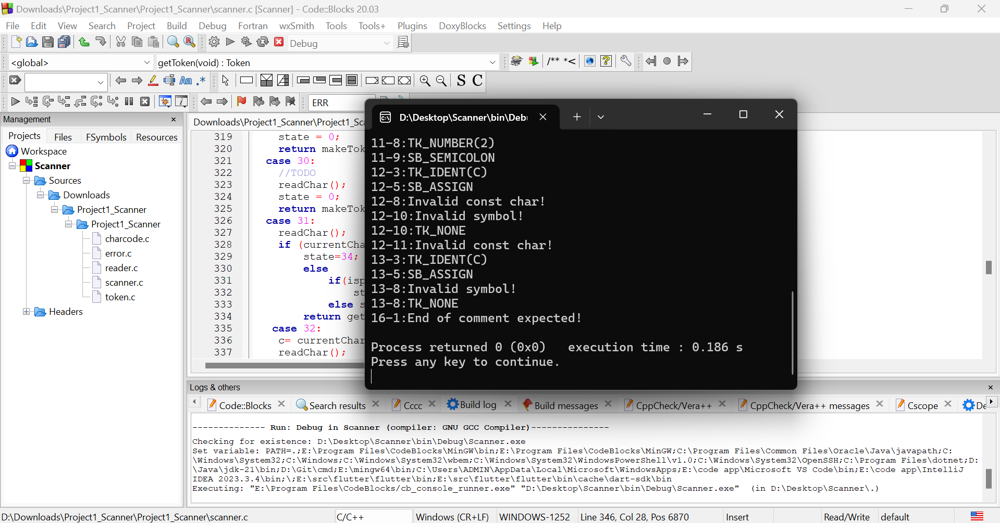 Downloads\Project1_Scanner\Project1_Scanner\scanner.c [Scanner] - Code::Blocks 20.03
File Edit View Search Project Build Debug Fortran wxSmith Tools Tools+ Plugins DoxyBlocks Settings Help
Debug
<global> getToken(void) : Token /** *<
Aa .* S C
ERR
Management
Projects Files FSymbols Resources
Workspace
Scanner
Sources
Downloads
Project1_Scanner
Project1_Scanner
charcode.c
error.c
reader.c
scanner.c
token.c
Headers
Downloads\Project1_Scanner\Project1_Sc
319 state = 0;
320 return makeTok
321 case 30:
322 //TODO
323 readChar();
324 state = 0;
325 return makeTok
326 case 31:
327 readChar();
328 if (currentCha
329 state=34;
330 else
331 if(isp
332 st
333 else s
334 return get
335 case 32:
336 c= currentChar
337 readChar();
D:\Desktop\Scanner\bin\Deb
11-8:TK_NUMBER(2)
11-9:SB_SEMICOLON
12-3:TK_IDENT(C)
12-5:SB_ASSIGN
12-8:Invalid const char!
12-10:Invalid symbol!
12-10:TK_NONE
12-11:Invalid const char!
13-3:TK_IDENT(C)
13-5:SB_ASSIGN
13-8:Invalid symbol!
13-8:TK_NONE
16-1:End of comment expected!
Process returned 0 (0x0)   execution time : 0.186 s
Press any key to continue.
Logs & others
Code::Blocks Search results Cccc Build log Build messages CppCheck/Vera++ CppCheck/Vera++ messages Cscope De
-------------- Run: Debug in Scanner (compiler: GNU GCC Compiler)---------------
Checking for existence: D:\Desktop\Scanner\bin\Debug\Scanner.exe
Set variable: PATH=.;E:\Program Files\CodeBlocks\MinGW\bin;E:\Program Files\CodeBlocks\MinGW;C:\Program Files\Common Files\Oracle\Java\javapath;C:
\Windows\System32;C:\Windows;C:\Windows\System32\wbem;C:\Windows\System32\WindowsPowerShell\v1.0;C:\Windows\System32\OpenSSH;C:\Program Files\dotnet;D:
\Java\jdk-21\bin;D:\Git\cmd;E:\mingw64\bin;C:\Users\ADMIN\AppData\Local\Microsoft\WindowsApps;E:\code app\Microsoft VS Code\bin;E:\code app\IntelliJ
IDEA 2023.3.4\bin;\;E:\src\flutter\flutter\bin;E:\src\flutter\flutter\bin\cache\dart-sdk\bin
Executing: "E:\Program Files\CodeBlocks/cb_console_runner.exe" "D:\Desktop\Scanner\bin\Debug\Scanner.exe"  (in D:\Desktop\Scanner\.)
D:\Downloads\Project1_Scanner\Project1_Scanner\scanner.c C/C++ Windows (CR+LF) WINDOWS-1252 Line 346, Col 28, Pos 6870 Insert Read/Write default